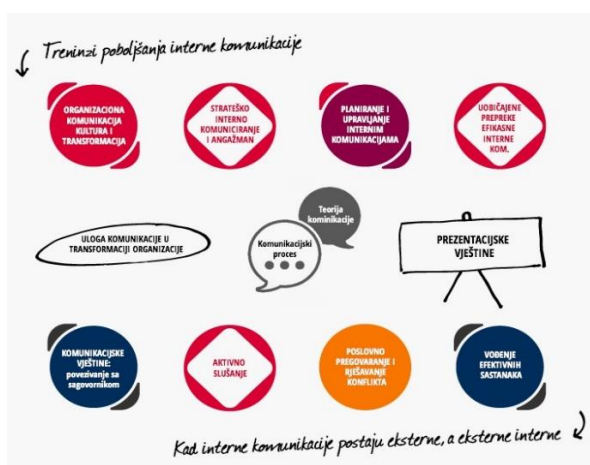 Treninzi poboljšanja interne komunikacije
ORGANIZACIONA
KOMUNIKACIJA
KULTURA I
TRANSFORMACIJA
STRATEŠKO
INTERNO
KOMUNICIRANJE
I ANGAŽMAN
PLANIRANJE I
UPRAVLJANJE
INTERNIM
KOMUNIKACIJAMA
UOBIČAJENE
PREPREKE
EFIKASNE
INTERNE
KOM.
ULOGA KOMUNIKACIJE U
TRANSFORMACIJI ORGANIZACIJE
Teorija
kominikacije
Komunikacijski
proces
PREZENTACIJSKE
VJEŠTINE
KOMUNIKACIJSKE
VJEŠTINE:
povezivanje sa
sagovornikom
AKTIVNO
SLUŠANJE
POSLOVNO
PREGOVARANJE I
RJEŠAVANJE
KONFLIKTA
VOĐENJE
EFEKTIVNIH
SASTANAKA
Kad interne komunikacije postaju eksterne, a eksterne interne